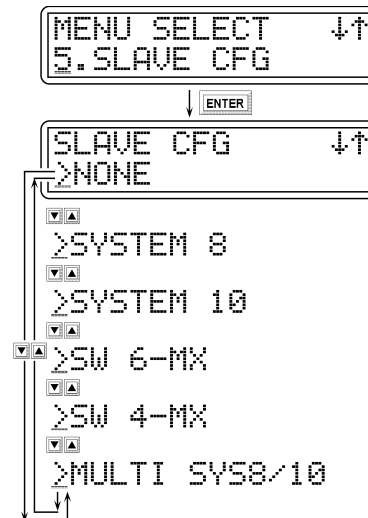 MENU SELECT ↓↑
5.SLAVE CFG
ENTER
SLAVE CFG ↓↑
>NONE
>SYSTEM 8
>SYSTEM 10
>SW 6-MX
>SW 4-MX
>MULTI SYS8/10